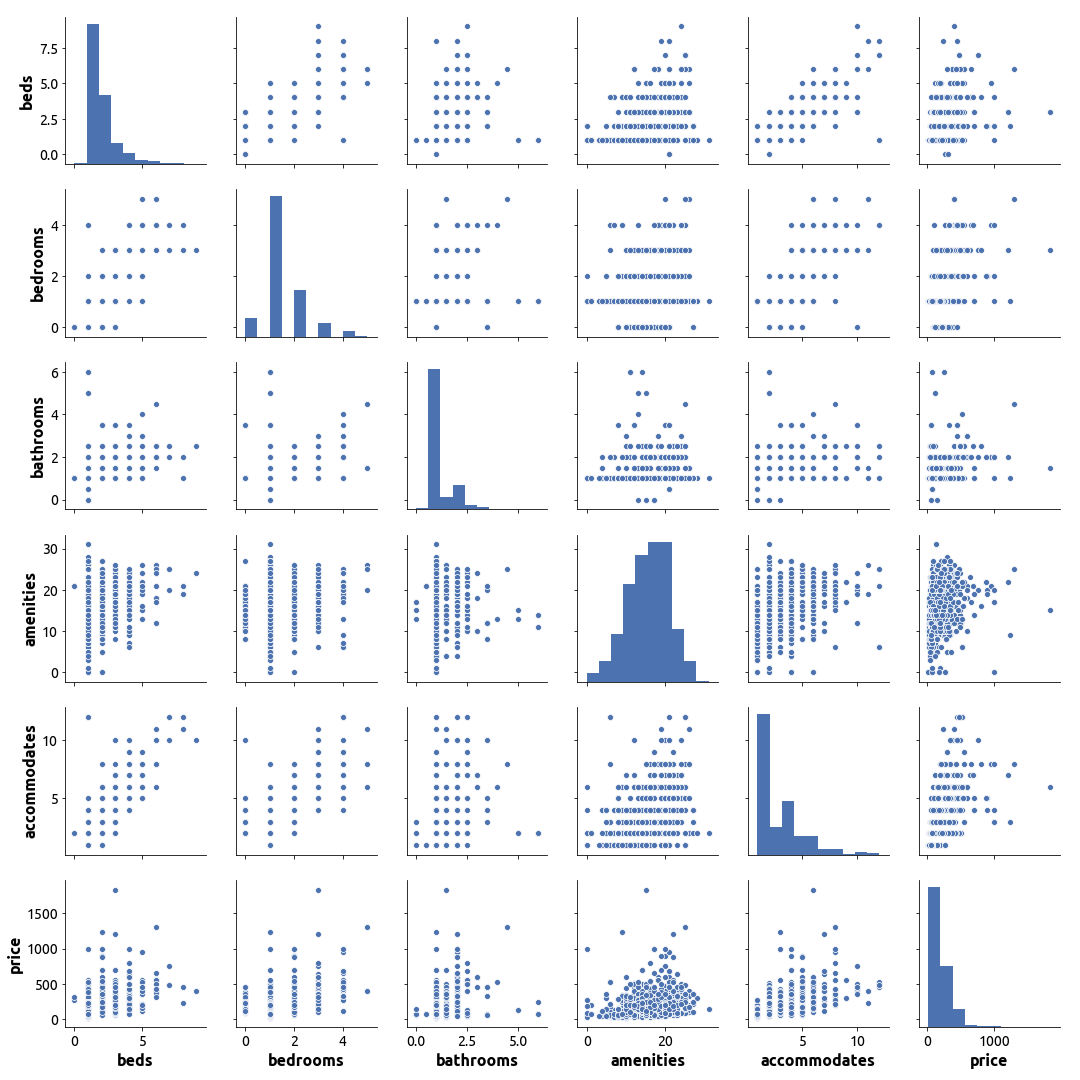 7.5
5.0
2.5
0.0
beds
4
2
0
bedrooms
6
4
2
0
bathrooms
30
20
10
0
amenities
10
5
accommodates
1500
1000
500
0
price
0 5
0 2 4
0.0 2.5 5.0
0 20
5 10
0 1000
beds bedrooms bathrooms amenities accommodates price